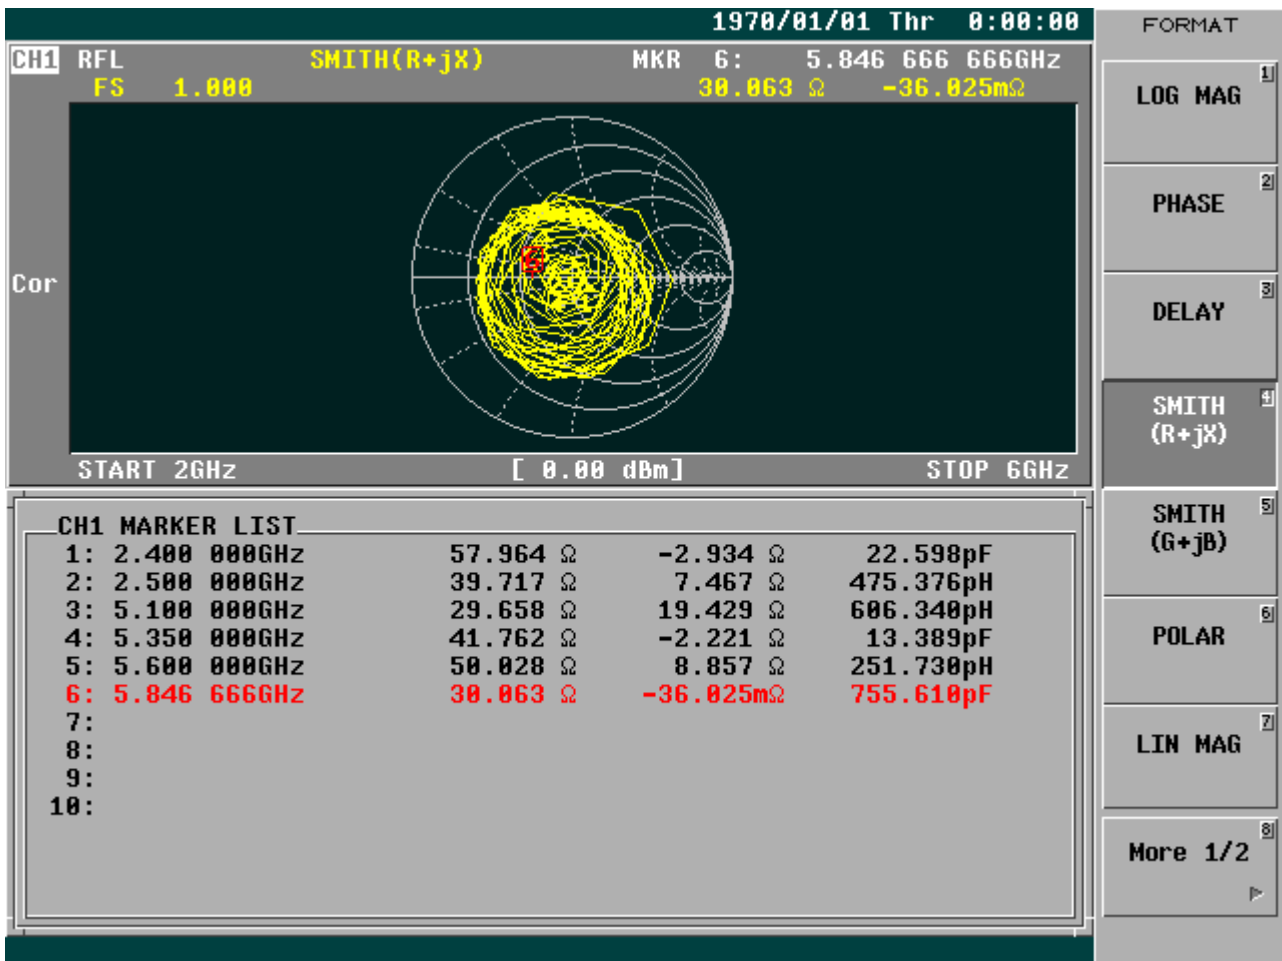 1970/01/01 Thr 0:00:00
CH1 RFL SMITH(R+jX) MKR 6: 5.846 666 666GHz
FS 1.000 30.063 Ω -36.025mΩ
6
Cor
START 2GHz [ 0.00 dBm] STOP 6GHz
CH1 MARKER LIST
1: 2.400 000GHz 57.964 Ω -2.934 Ω 22.598pF
2: 2.500 000GHz 39.717 Ω 7.467 Ω 475.376pH
3: 5.100 000GHz 29.658 Ω 19.429 Ω 606.340pH
4: 5.350 000GHz 41.762 Ω -2.221 Ω 13.389pF
5: 5.600 000GHz 50.028 Ω 8.857 Ω 251.730pH
6: 5.846 666GHz 30.063 Ω -36.025mΩ 755.610pF
7:
8:
9:
10:
FORMAT
1
LOG MAG
2
PHASE
3
DELAY
4
SMITH
(R+jX)
5
SMITH
(G+jB)
6
POLAR
7
LIN MAG
8
More 1/2